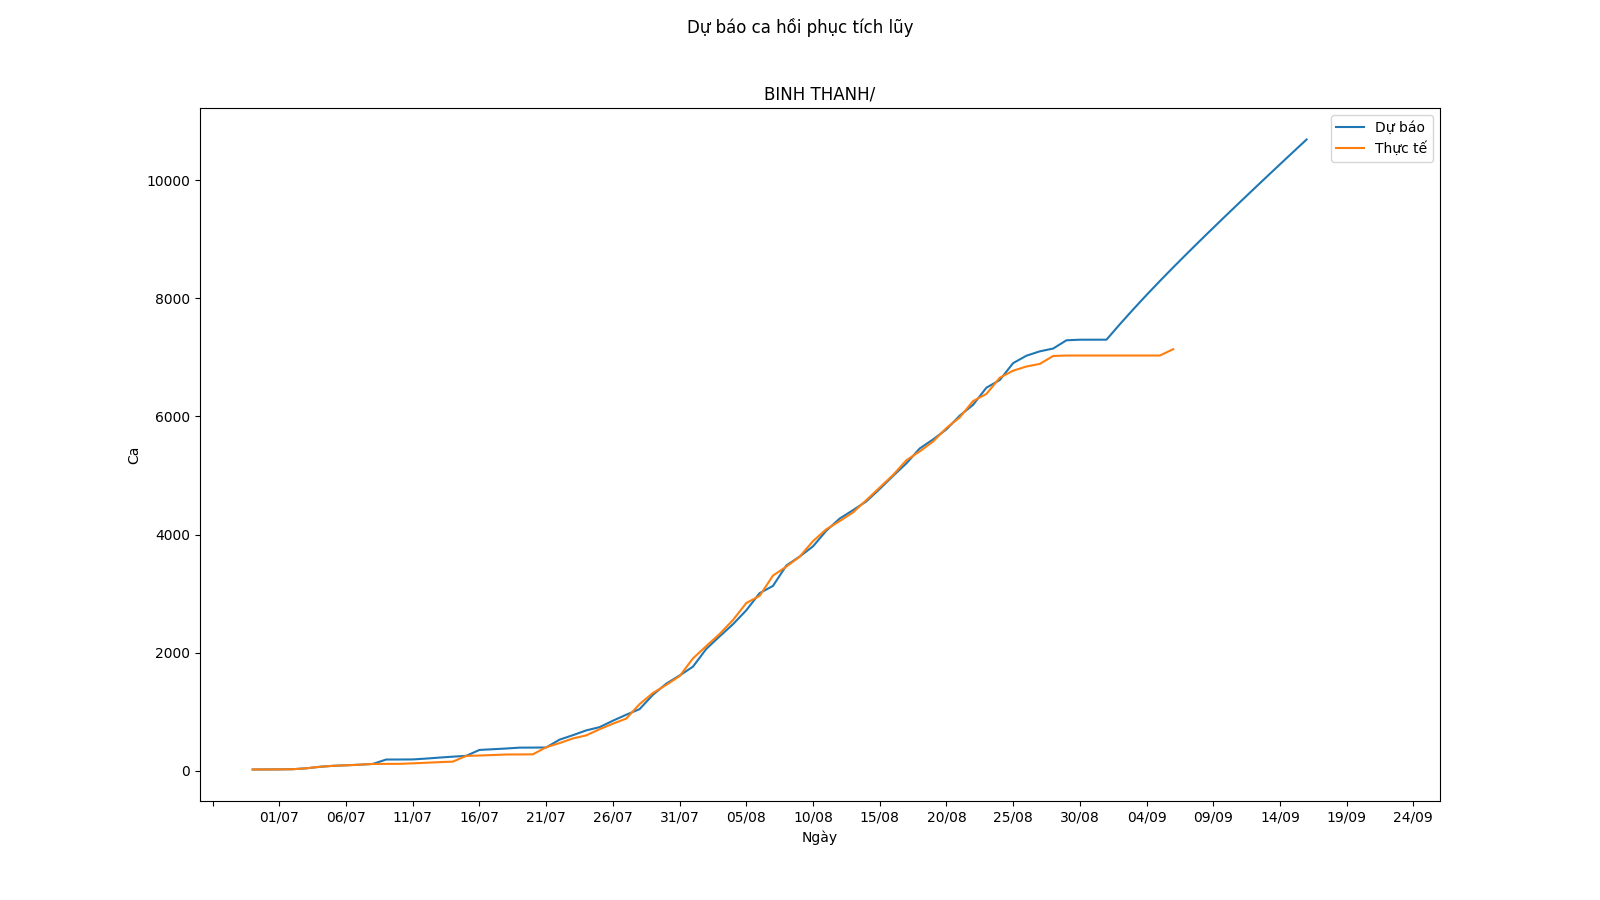 Dự báo ca hồi phục tích lũy
BINH THANH/
Dự báo
Thực tế
10000
8000
6000
4000
2000
0
Ca
01/07 06/07 11/07 16/07 21/07 26/07 31/07 05/08 10/08 15/08 20/08 25/08 30/08 04/09 09/09 14/09 19/09 24/09
Ngày